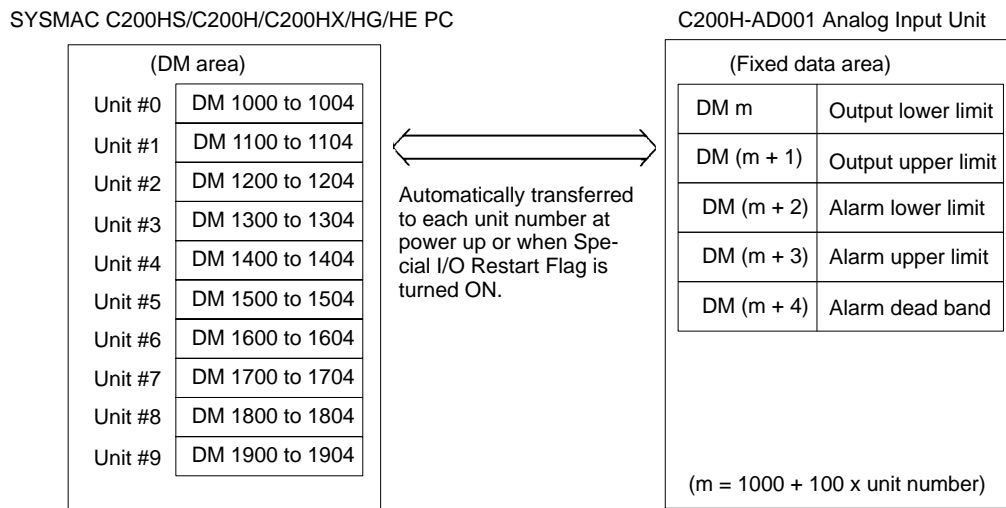 SYSMAC C200HS/C200H/C200HX/HG/HE PC
(DM area)
Unit #0 DM 1000 to 1004
Unit #1 DM 1100 to 1104
Unit #2 DM 1200 to 1204
Unit #3 DM 1300 to 1304
Unit #4 DM 1400 to 1404
Unit #5 DM 1500 to 1504
Unit #6 DM 1600 to 1604
Unit #7 DM 1700 to 1704
Unit #8 DM 1800 to 1804
Unit #9 DM 1900 to 1904
Automatically transferred
to each unit number at
power up or when Spe-
cial I/O Restart Flag is
turned ON.
C200H-AD001 Analog Input Unit
(Fixed data area)
DM m Output lower limit
DM (m + 1) Output upper limit
DM (m + 2) Alarm lower limit
DM (m + 3) Alarm upper limit
DM (m + 4) Alarm dead band
(m = 1000 + 100 x unit number)